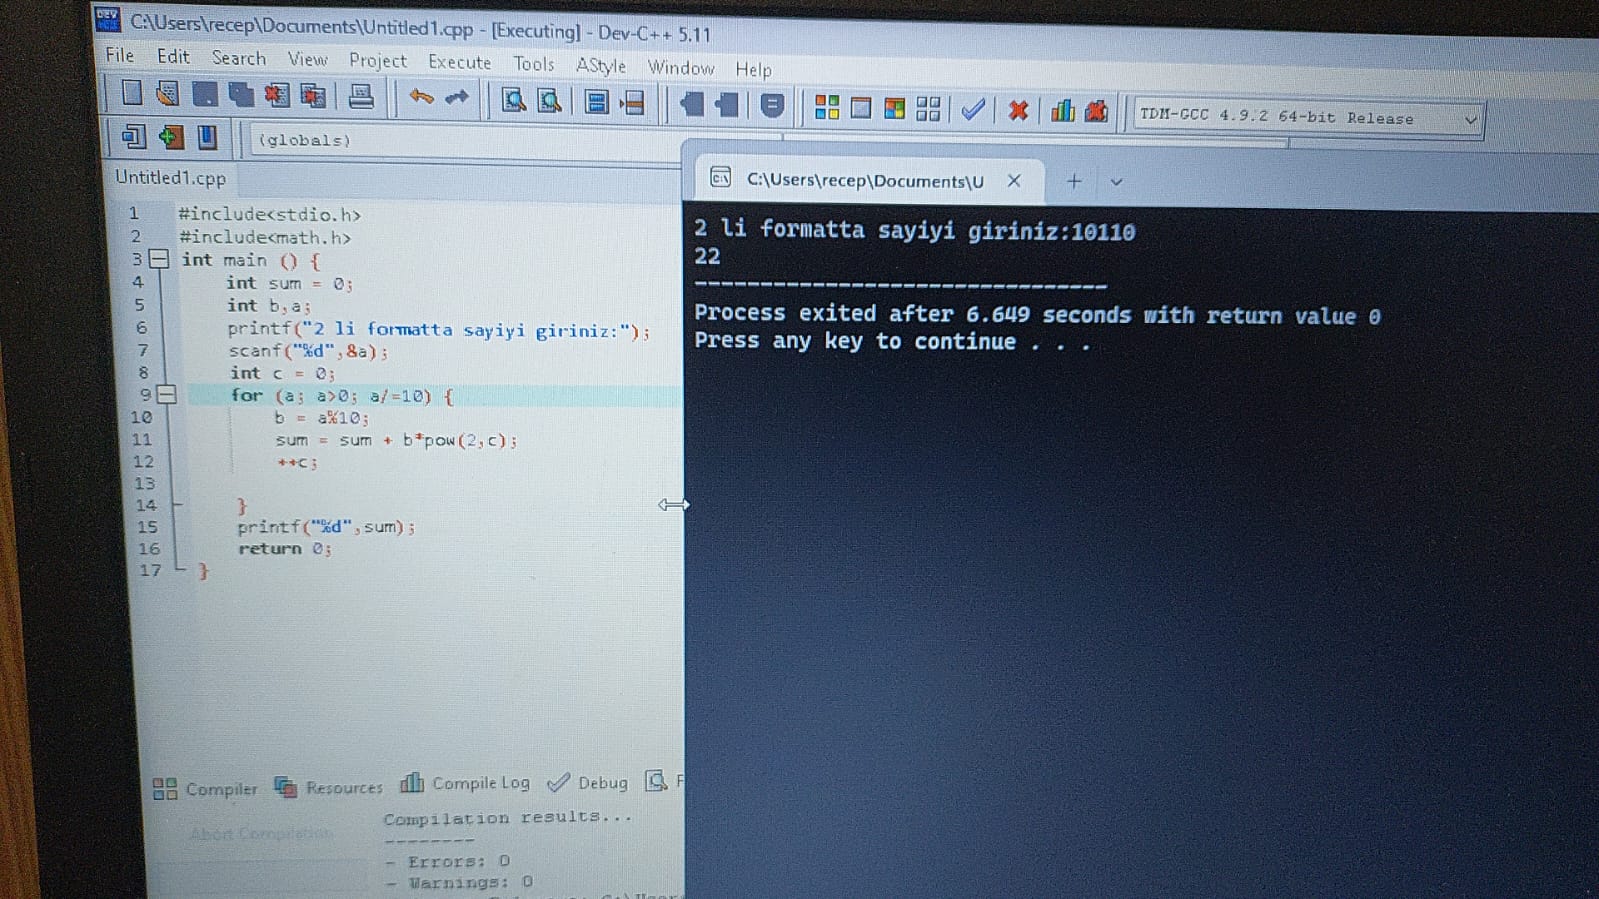 C:\Users\recep\Documents\Untitled1.cpp - [Executing] - Dev-C++ 5.11
File Edit Search View Project Execute Tools AStyle Window Help
TDM-GCC 4.9.2 64-bit Release
(globals)
Untitled1.cpp
1 #include<stdio.h>
2 #include<math.h>
3 int main () {
4 int sum = 0;
5 int b,a;
6 printf("2 li formatta sayiyi giriniz:");
7 scanf("%d",&a);
8 int c = 0;
9 for (a; a>0; a/=10) {
10 b = a%10;
11 sum = sum + b*pow(2,c);
12 ++c;
13
14 }
15 printf("%d",sum);
16 return 0;
17 }
C:\Users\recep\Documents\U
2 li formatta sayiyi giriniz:10110
22
--------------------------------
Process exited after 6.649 seconds with return value 0
Press any key to continue . . .
Compiler Resources Compile Log Debug F
Abort Compilation
Compilation results...
--------
- Errors: 0
- Warnings: 0